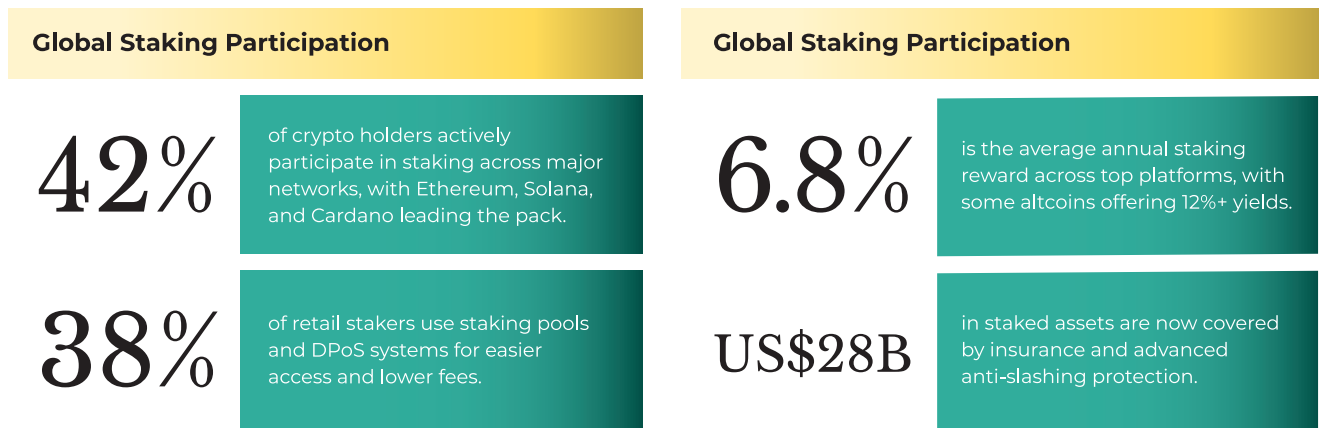 Global Staking Participation
42%
of crypto holders actively
participate in staking across major
networks, with Ethereum, Solana,
and Cardano leading the pack.
38%
of retail stakers use staking pools
and DPoS systems for easier
access and lower fees.
Global Staking Participation
6.8%
is the average annual staking
reward across top platforms, with
some altcoins offering 12%+ yields.
US$28B
in staked assets are now covered
by insurance and advanced
anti-slashing protection.